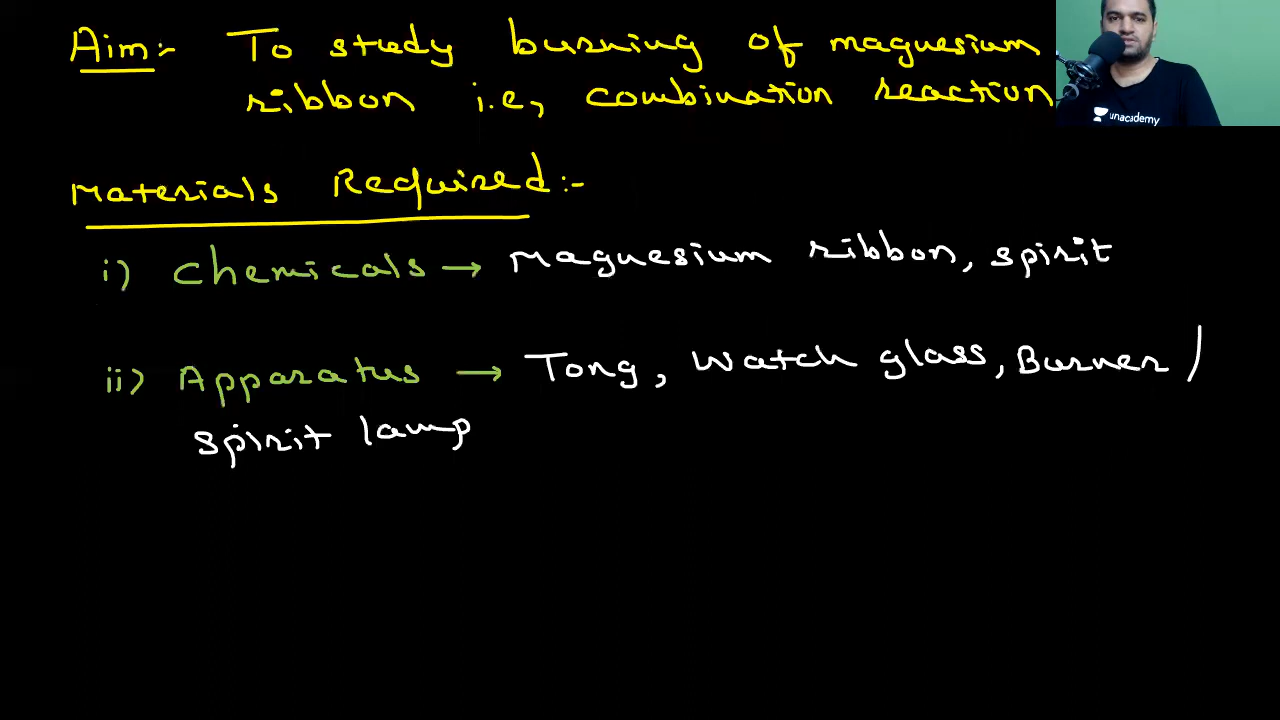 Aim:- To study burning of magnesium
ribbon i.e, combination reaction
unacademy
Materials Required:-
i) Chemicals → Magnesium ribbon, spirit
ii) Apparatus → Tong, Watch glass, Burner /
spirit lamp